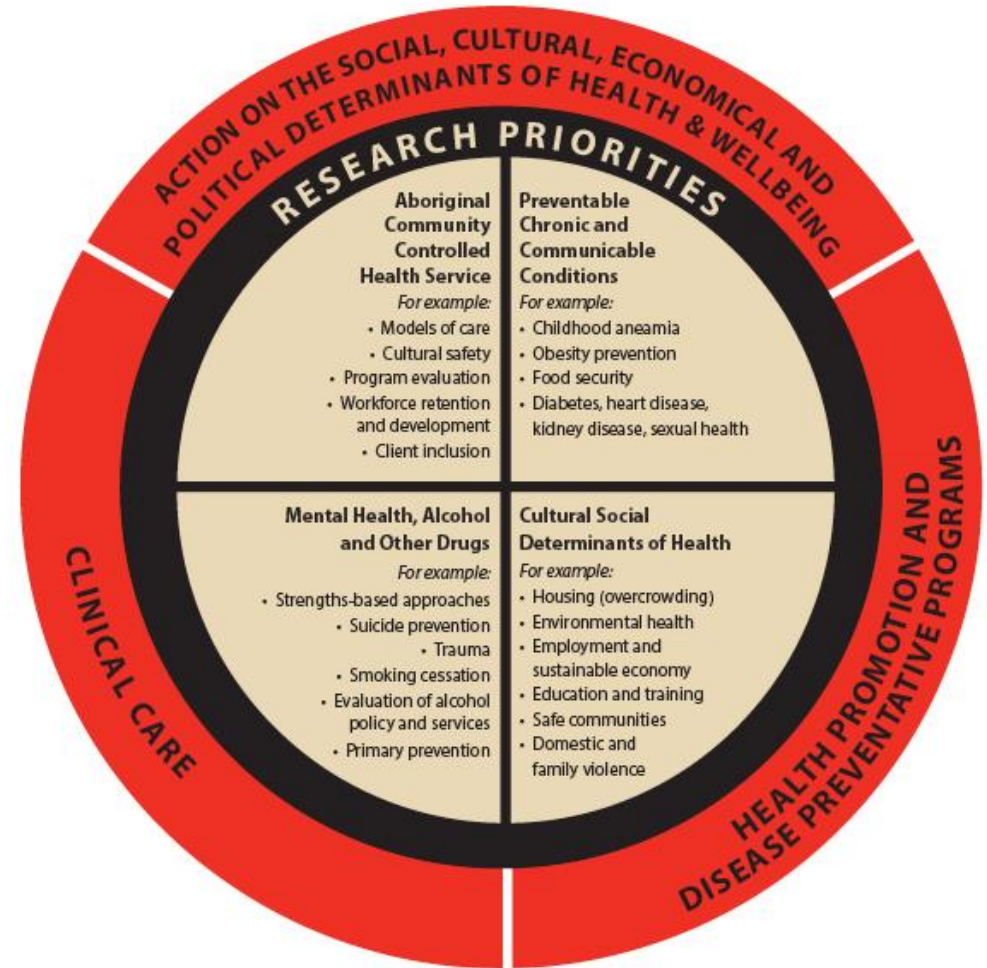 ACTION ON THE SOCIAL, CULTURAL, ECONOMICAL AND
POLITICAL DETERMINANTS OF HEALTH & WELLBEING
RESEARCH PRIORITIES
Aboriginal
Community
Controlled
Health Service
For example:
• Models of care
• Cultural safety
• Program evaluation
• Workforce retention
and development
• Client inclusion
Preventable
Chronic and
Communicable
Conditions
For example:
• Childhood aneamia
• Obesity prevention
• Food security
• Diabetes, heart disease,
kidney disease, sexual health
Mental Health, Alcohol
and Other Drugs
For example:
• Strengths-based approaches
• Suicide prevention
• Trauma
• Smoking cessation
• Evaluation of alcohol
policy and services
• Primary prevention
Cultural Social
Determinants of Health
For example:
• Housing (overcrowding)
• Environmental health
• Employment and
sustainable economy
• Education and training
• Safe communities
• Domestic and
family violence
CLINICAL CARE
HEALTH PROMOTION AND
DISEASE PREVENTATIVE PROGRAMS